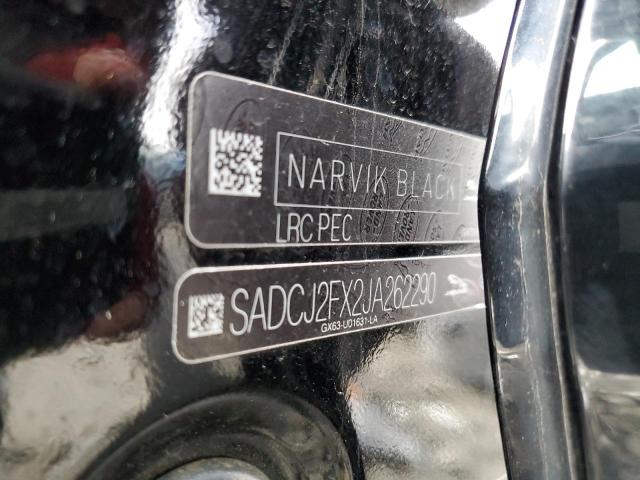 NARVIK BLACK
LRC PEC
SADCJ2FX2JA262290
GX63-U01631-LA